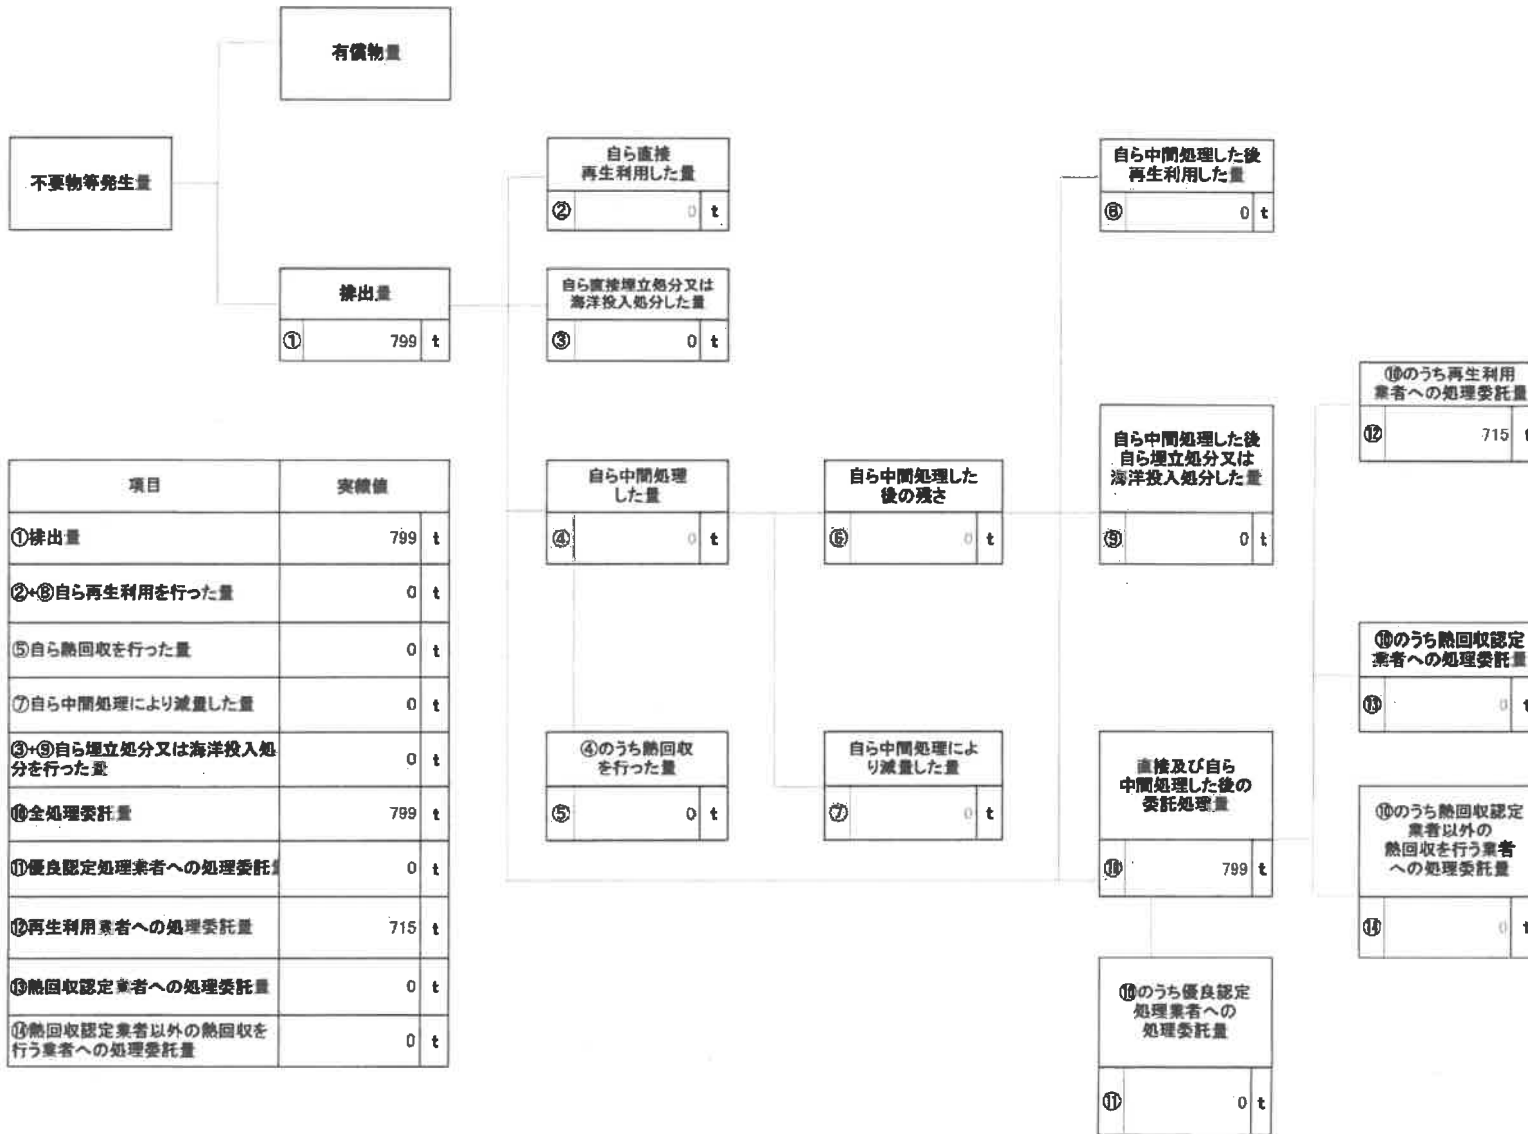 有償物量
不要物等発生量
排出量
① 799 t
自ら直接
再生利用した量
② 0 t
自ら直接埋立処分又は
海洋投入処分した量
③ 0 t
自ら中間処理した後
再生利用した量
⑧ 0 t
⑩のうち再生利用
業者への処理委託量
⑫ 715 t
自ら中間処理
した量
④ 0 t
自ら中間処理した
後の残さ
⑥ 0 t
自ら中間処理した後
自ら埋立処分又は
海洋投入処分した量
⑨ 0 t
⑩のうち熱回収認定
業者への処理委託量
⑬ 0 t
④のうち熱回収
を行った量
⑤ 0 t
自ら中間処理によ
り減量した量
⑦ 0 t
直接及び自ら
中間処理した後の
委託処理量
⑩ 799 t
⑩のうち熱回収認定
業者以外の
熱回収を行う業者
への処理委託量
⑭ 0 t
⑩のうち優良認定
処理業者への
処理委託量
⑪ 0 t
項目 実績値
①排出量 799 t
②+⑧自ら再生利用を行った量 0 t
⑤自ら熱回収を行った量 0 t
⑦自ら中間処理により減量した量 0 t
③+⑨自ら埋立処分又は海洋投入処
分を行った量 0 t
⑩全処理委託量 799 t
⑪優良認定処理業者への処理委託量 0 t
⑫再生利用業者への処理委託量 715 t
⑬熱回収認定業者への処理委託量 0 t
⑭熱回収認定業者以外の熱回収を
行う業者への処理委託量 0 t